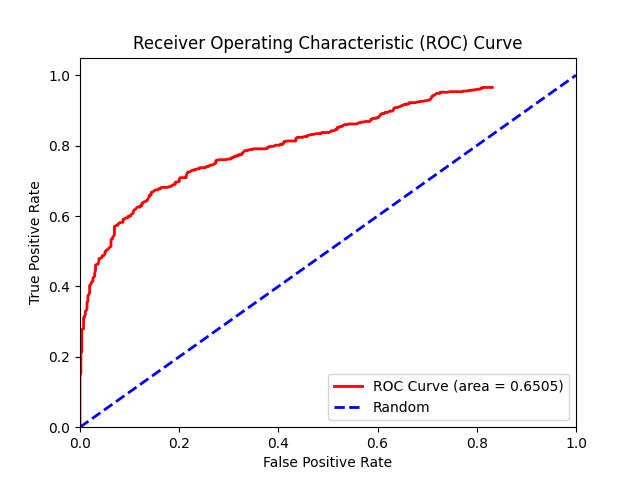 Receiver Operating Characteristic (ROC) Curve
True Positive Rate
1.0
0.8
0.6
0.4
0.2
0.0
ROC Curve (area = 0.6505)
Random
0.0 0.2 0.4 0.6 0.8 1.0
False Positive Rate